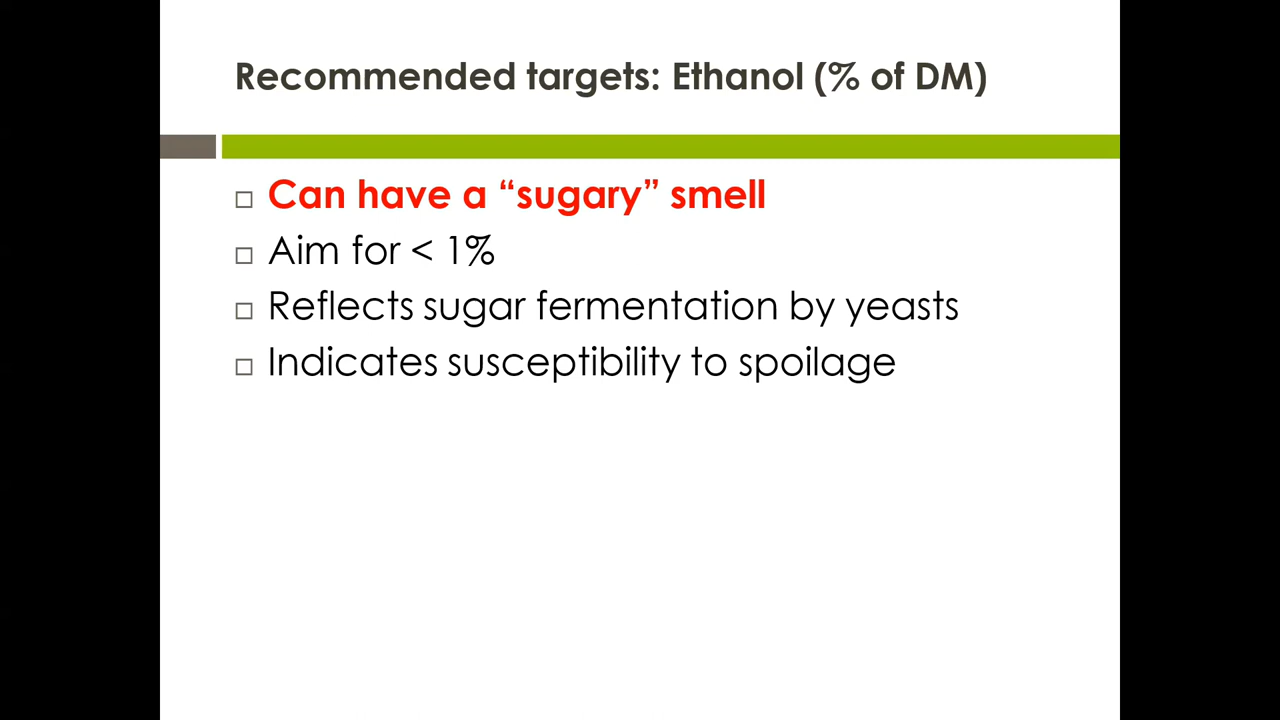 Recommended targets: Ethanol (% of DM)
Can have a “sugary” smell
Aim for < 1%
Reflects sugar fermentation by yeasts
Indicates susceptibility to spoilage